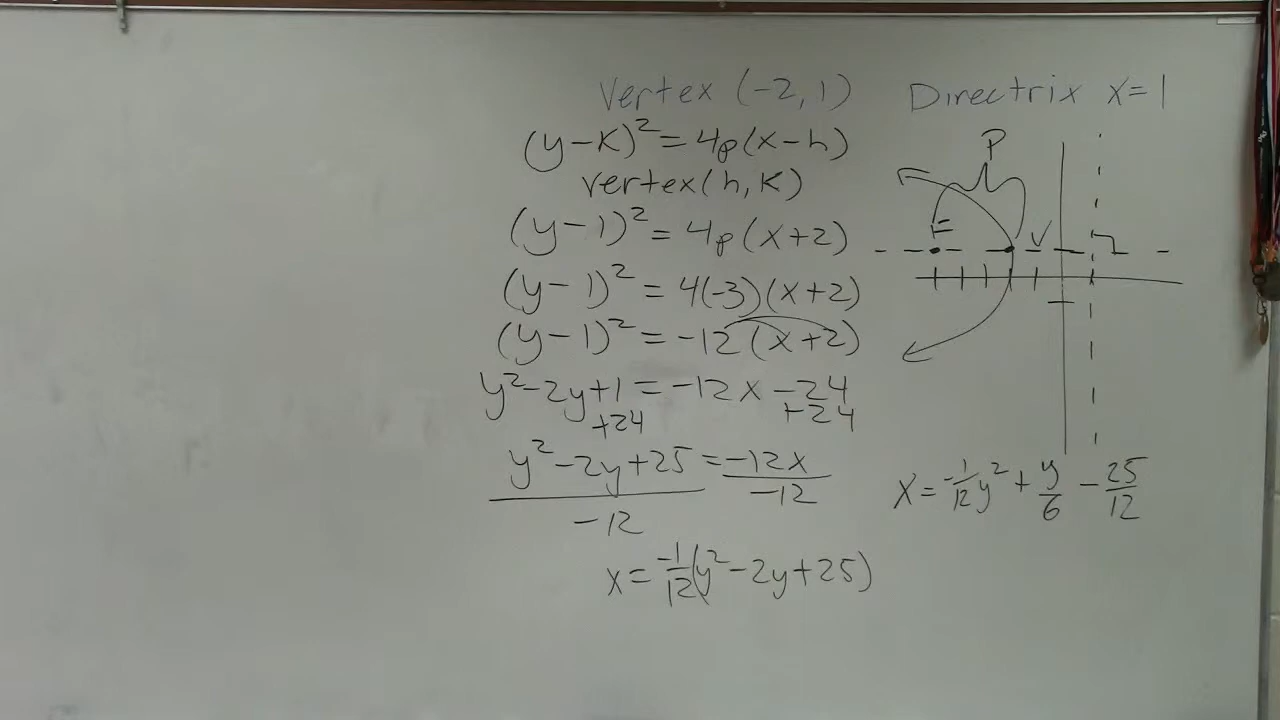 Vertex (-2, 1) Directrix x=1
(y-K)²=4p(x-h)
vertex(h, K)
(y-1)²=4p(x+2)
(y-1)²=4(-3)(x+2)
(y-1)²=-12(x+2)
y²-2y+1=-12x-24
+24 +24
y²-2y+25=-12x
-12 -12
x=-1/12(y²-2y+25)
P
F
V
x=-1/12y²+y/6-25/12